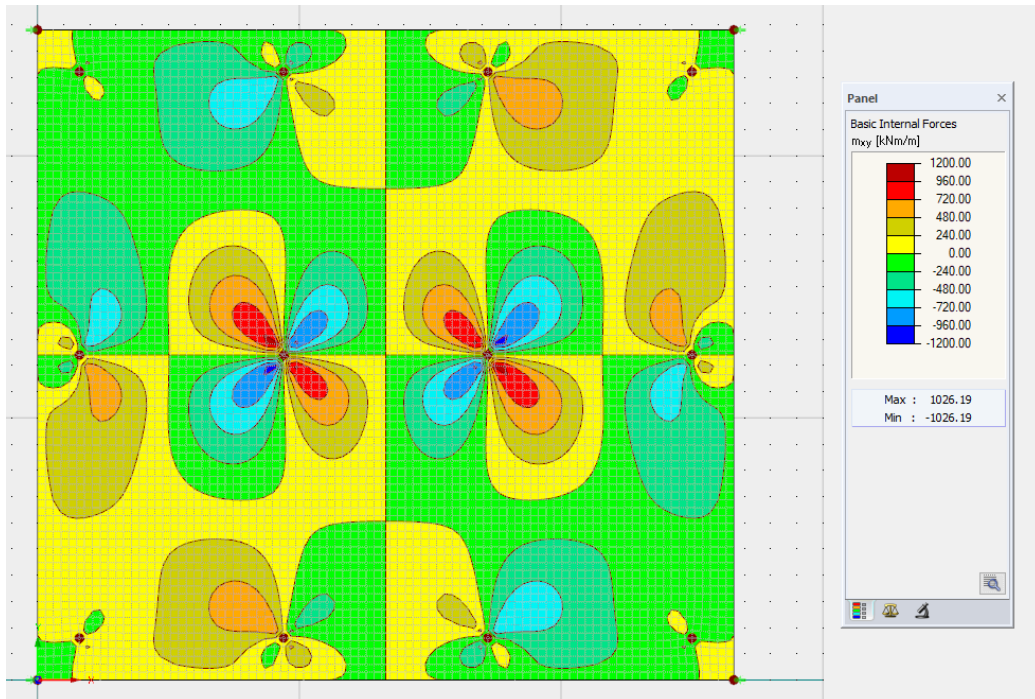 Panel
Basic Internal Forces
mxy [kNm/m]
1200.00
960.00
720.00
480.00
240.00
0.00
-240.00
-480.00
-720.00
-960.00
-1200.00
Max : 1026.19
Min : -1026.19
X